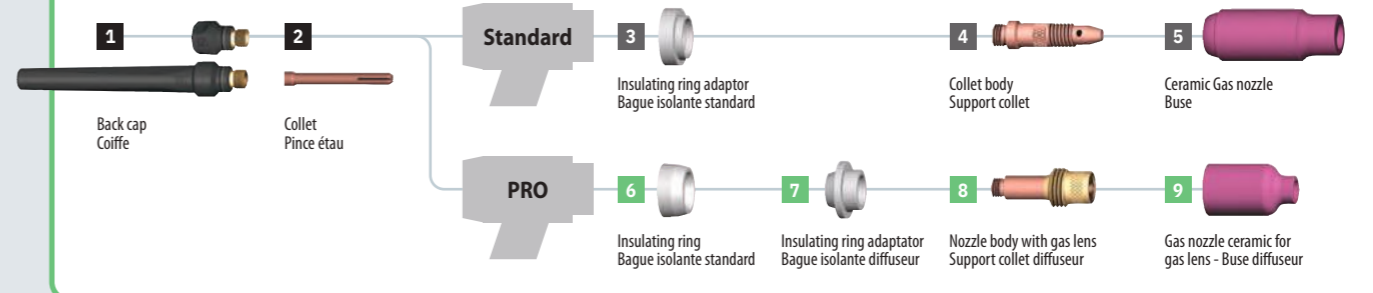 1
2
Standard
3
4
5
Back cap
Coiffe
Collet
Pince étau
Insulating ring adaptor
Bague isolante standard
Collet body
Support collet
Ceramic Gas nozzle
Buse
PRO
6
7
8
9
Insulating ring
Bague isolante standard
Insulating ring adaptator
Bague isolante diffuseur
Nozzle body with gas lens
Support collet diffuseur
Gas nozzle ceramic for
gas lens - Buse diffuseur